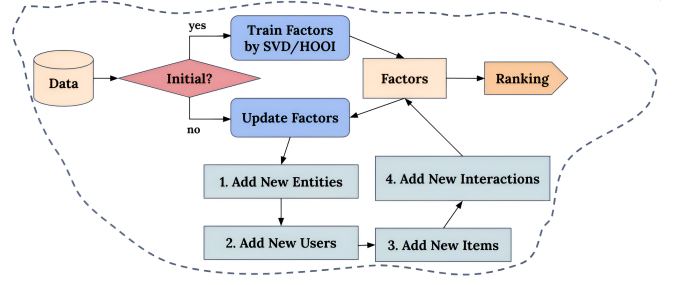 yes
Train Factors
by SVD/HOOI
Data
Initial?
Factors
Ranking
no
Update Factors
1. Add New Entities
4. Add New Interactions
2. Add New Users
3. Add New Items